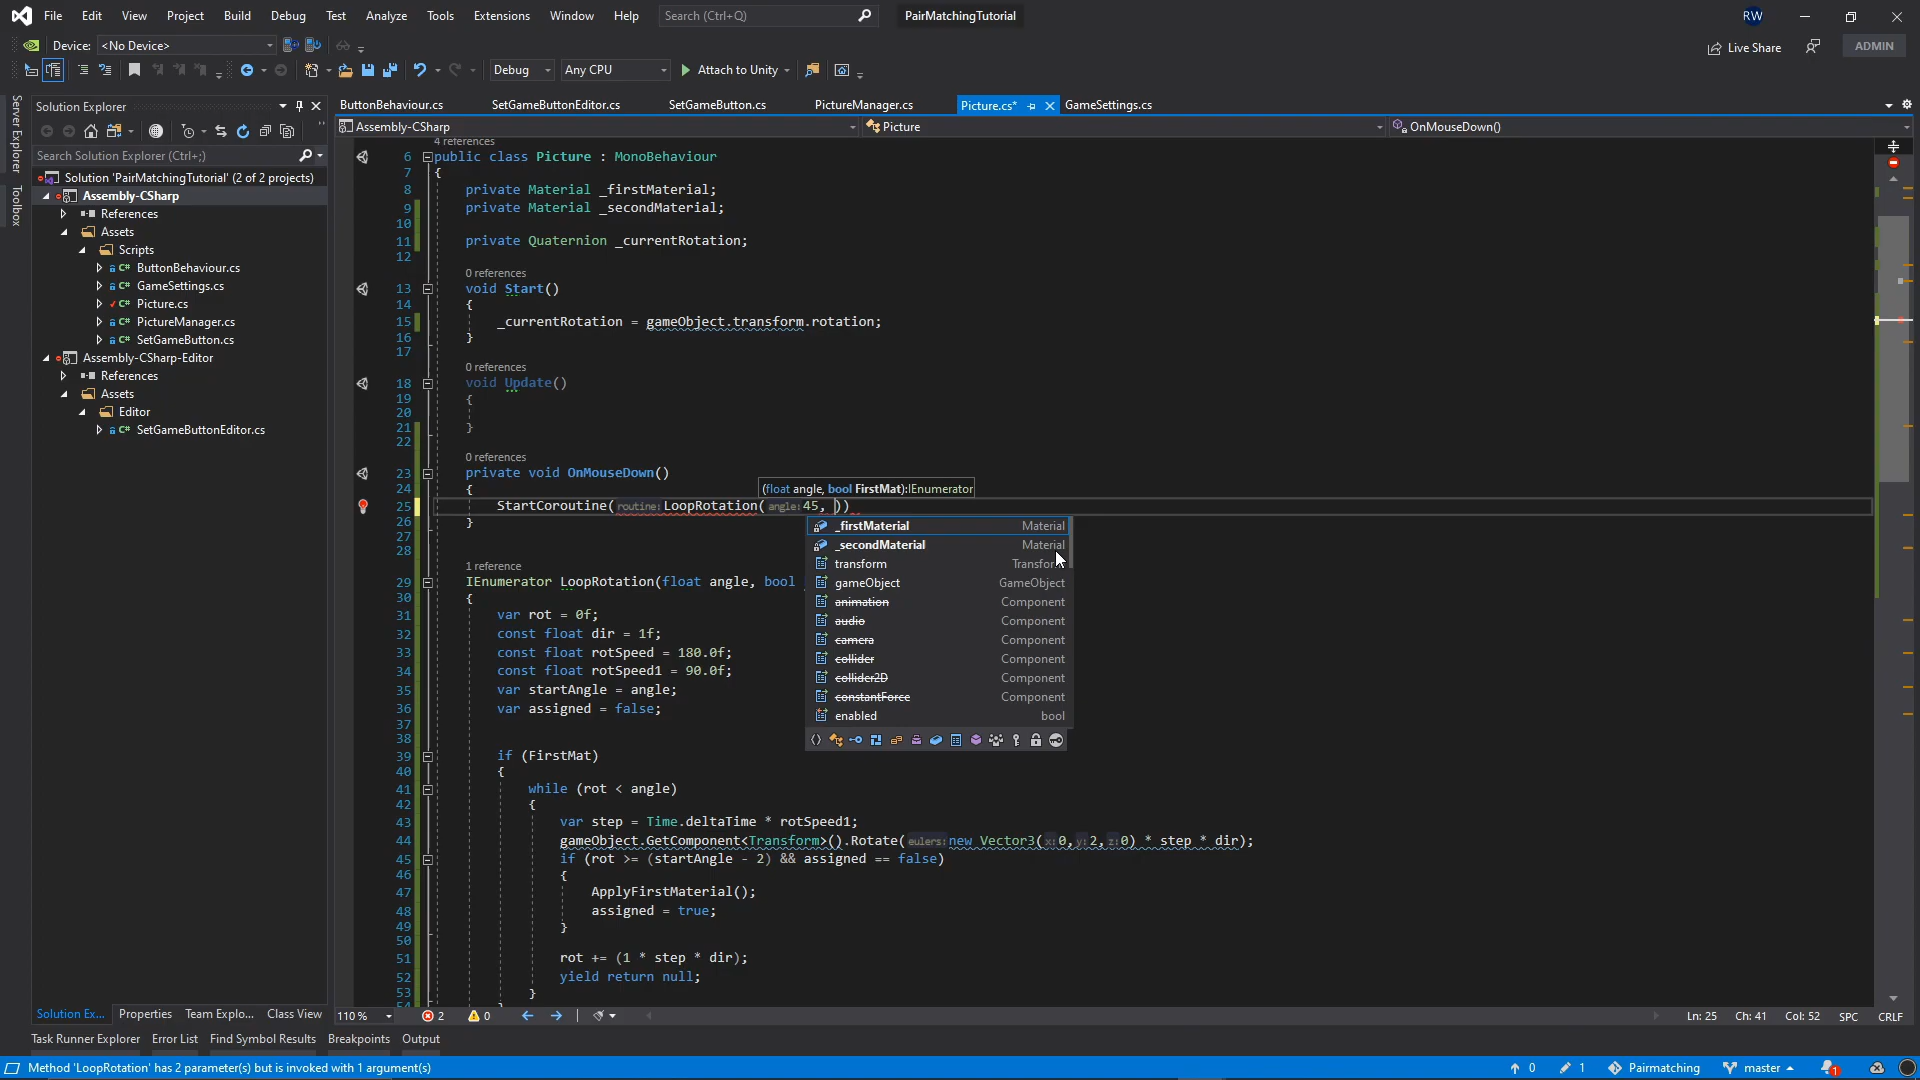 File Edit View Project Build Debug Test Analyze Tools Extensions Window Help Search (Ctrl+Q) PairMatchingTutorial RW
Device: <No Device> Live Share ADMIN
Debug Any CPU Attach to Unity
Server Explorer
Toolbox
Solution Explorer
Search Solution Explorer (Ctrl+;)
Solution 'PairMatchingTutorial' (2 of 2 projects)
Assembly-CSharp
References
Assets
Scripts
C# ButtonBehaviour.cs
C# GameSettings.cs
C# Picture.cs
C# PictureManager.cs
C# SetGameButton.cs
Assembly-CSharp-Editor
References
Assets
Editor
C# SetGameButtonEditor.cs
Solution Ex... Properties Team Explo... Class View
ButtonBehaviour.cs SetGameButtonEditor.cs SetGameButton.cs PictureManager.cs Picture.cs* GameSettings.cs
Assembly-CSharp Picture OnMouseDown()
4 references
6 public class Picture : MonoBehaviour
7 {
8 private Material _firstMaterial;
9 private Material _secondMaterial;
10
11 private Quaternion _currentRotation;
12
0 references
13 void Start()
14 {
15 _currentRotation = gameObject.transform.rotation;
16 }
17
0 references
18 void Update()
19 {
20
21 }
22
0 references
23 private void OnMouseDown()
24 {
(float angle, bool FirstMat):IEnumerator
25 StartCoroutine(routine:LoopRotation(angle:45, ))
26 }
27
28
1 reference
29 IEnumerator LoopRotation(float angle, bool
30 {
31 var rot = 0f;
32 const float dir = 1f;
33 const float rotSpeed = 180.0f;
34 const float rotSpeed1 = 90.0f;
35 var startAngle = angle;
36 var assigned = false;
37
38
39 if (FirstMat)
40 {
41 while (rot < angle)
42 {
43 var step = Time.deltaTime * rotSpeed1;
44 gameObject.GetComponent<Transform>().Rotate(eulers:new Vector3(x:0,y:2,z:0) * step * dir);
45 if (rot >= (startAngle - 2) && assigned == false)
46 {
47 ApplyFirstMaterial();
48 assigned = true;
49 }
50
51 rot += (1 * step * dir);
52 yield return null;
53 }
54 }
_firstMaterial Material
_secondMaterial Material
transform Transform
gameObject GameObject
animation Component
audio Component
camera Component
collider Component
collider2D Component
constantForce Component
enabled bool
110 % 2 0 Ln: 25 Ch: 41 Col: 52 SPC CRLF
Task Runner Explorer Error List Find Symbol Results Breakpoints Output
Method 'LoopRotation' has 2 parameter(s) but is invoked with 1 argument(s) 0 1 Pairmatching master 1